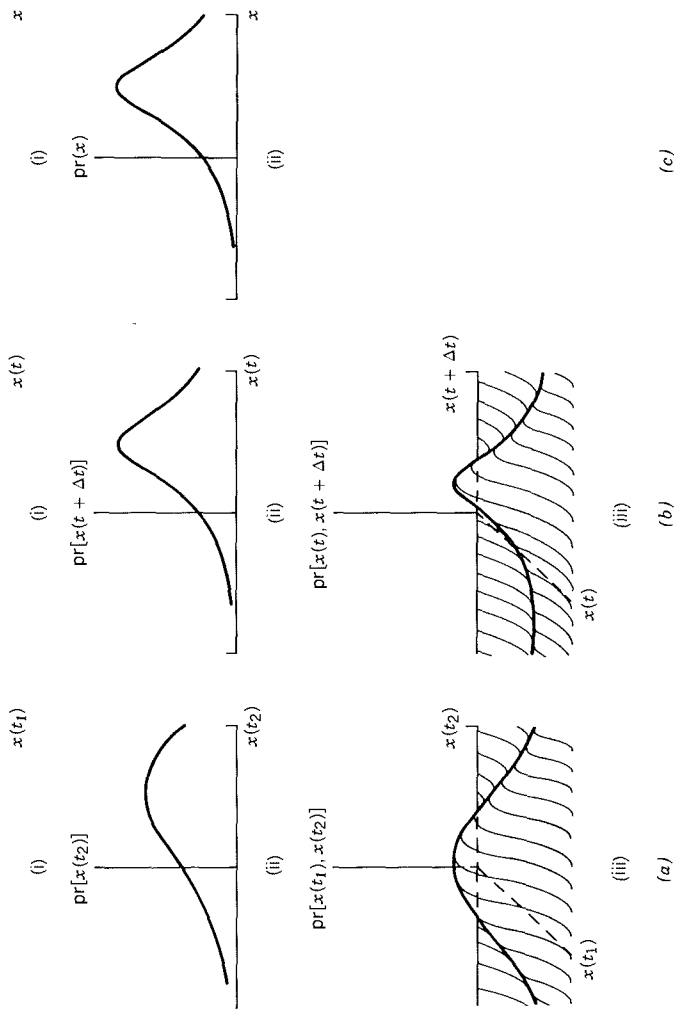 x(t₁) x(t) x
(i) (i) (i)
pr[x(t₂)] pr[x(t + Δt)] pr(x)
x(t₂) x(t) x
(ii) (ii) (ii)
pr[x(t₁), x(t₂)] pr[x(t), x(t + Δt)]
x(t₂) x(t + Δt)
x(t₁) x(t)
(iii) (iii)
(a) (b) (c)